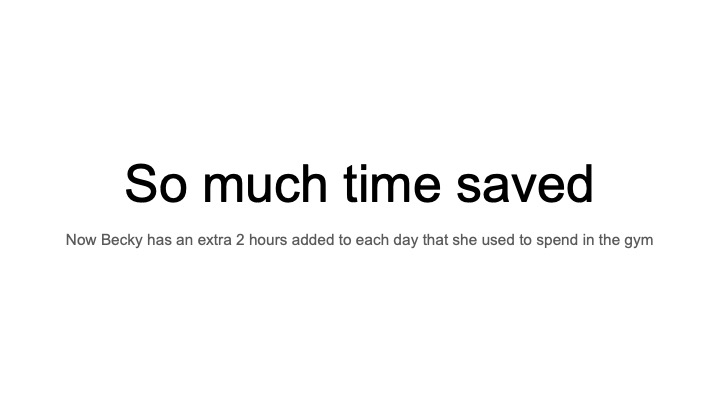 So much time saved
Now Becky has an extra 2 hours added to each day that she used to spend in the gym